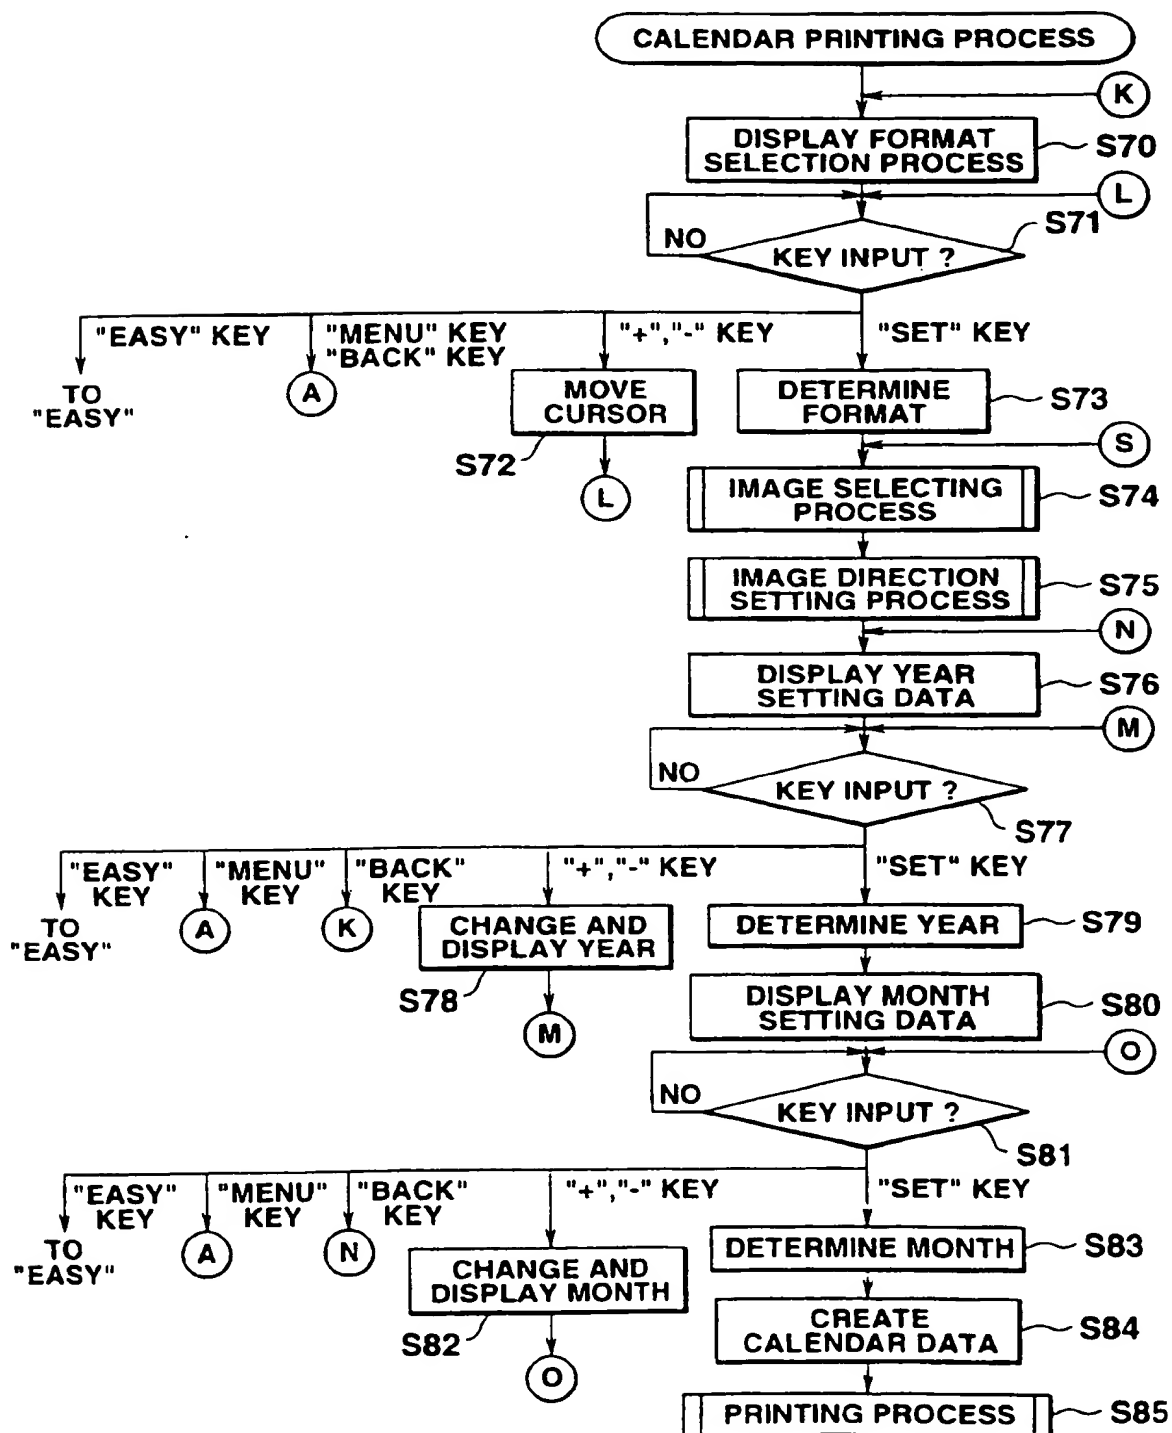 CALENDAR PRINTING PROCESS
K
DISPLAY FORMAT
SELECTION PROCESS
S70
L
S71
NO
KEY INPUT ?
"EASY" KEY
"MENU" KEY
"BACK" KEY
"+","-" KEY
"SET" KEY
TO
"EASY"
A
MOVE
CURSOR
S72
L
DETERMINE
FORMAT
S73
S
IMAGE SELECTING
PROCESS
S74
IMAGE DIRECTION
SETTING PROCESS
S75
N
DISPLAY YEAR
SETTING DATA
S76
M
NO
KEY INPUT ?
S77
"EASY"
KEY
"MENU"
KEY
"BACK"
KEY
"+","-" KEY
"SET" KEY
TO
"EASY"
A
K
CHANGE AND
DISPLAY YEAR
S78
M
DETERMINE YEAR
S79
DISPLAY MONTH
SETTING DATA
S80
O
NO
KEY INPUT ?
S81
"EASY"
KEY
"MENU"
KEY
"BACK"
KEY
"+","-" KEY
"SET" KEY
TO
"EASY"
A
N
CHANGE AND
DISPLAY MONTH
S82
O
DETERMINE MONTH
S83
CREATE
CALENDAR DATA
S84
PRINTING PROCESS
S85